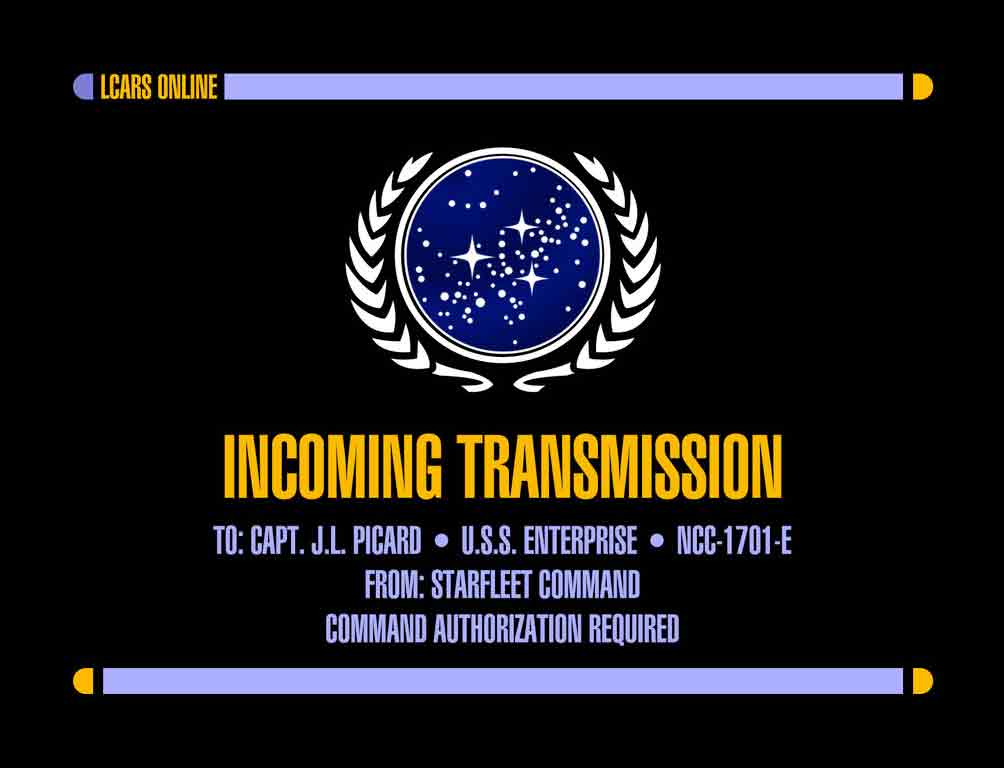 LCARS ONLINE
INCOMING TRANSMISSION
TO: CAPT. J.L. PICARD • U.S.S. ENTERPRISE • NCC-1701-E
FROM: STARFLEET COMMAND
COMMAND AUTHORIZATION REQUIRED